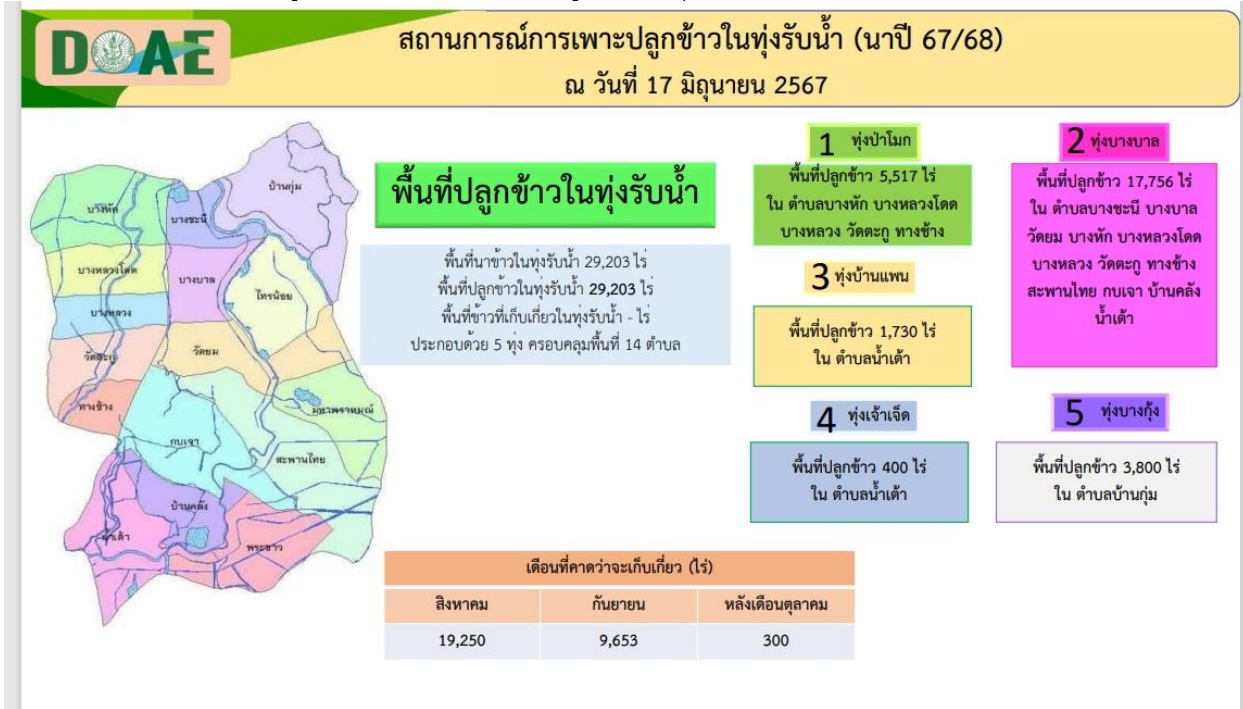 DOAE
สถานการณ์การเพาะปลูกข้าวในทุ่งรับน้ำ (นาปี 67/68)
ณ วันที่ 17 มิถุนายน 2567
พื้นที่ปลูกข้าวในทุ่งรับน้ำ
พื้นที่นาข้าวในทุ่งรับน้ำ 29,203 ไร่
พื้นที่ปลูกข้าวในทุ่งรับน้ำ 29,203 ไร่
พื้นที่ข้าวที่เก็บเกี่ยวในทุ่งรับน้ำ - ไร่
ประกอบด้วย 5 ทุ่ง ครอบคลุมพื้นที่ 14 ตำบล
1 ทุ่งป่าโมก
พื้นที่ปลูกข้าว 5,517 ไร่
ใน ตำบลบางหัก บางหลวงโดด
บางหลวง วัดตะกู ทางช้าง
2 ทุ่งบางบาล
พื้นที่ปลูกข้าว 17,756 ไร่
ใน ตำบลบางชะนี บางบาล
วัดยม บางหัก บางหลวงโดด
บางหลวง วัดตะกู ทางช้าง
สะพานไทย กบเจา บ้านคลัง
น้ำเต้า
3 ทุ่งบ้านแพน
พื้นที่ปลูกข้าว 1,730 ไร่
ใน ตำบลน้ำเต้า
4 ทุ่งเจ้าเจ็ด
พื้นที่ปลูกข้าว 400 ไร่
ใน ตำบลน้ำเต้า
5 ทุ่งบางกุ้ง
พื้นที่ปลูกข้าว 3,800 ไร่
ใน ตำบลบ้านกุ่ม
บ้านกุ่ม
บางหัก
บางชะนี
บางหลวงโดด
บางบาล
ไทรน้อย
บางหลวง
วัดตะกู
วัดยม
ทางช้าง
มหาพราหมณ์
กบเจา
สะพานไทย
บ้านคลัง
น้ำเต้า
พระขาว
เดือนที่คาดว่าจะเก็บเกี่ยว (ไร่)
สิงหาคม กันยายน หลังเดือนตุลาคม
19,250 9,653 300